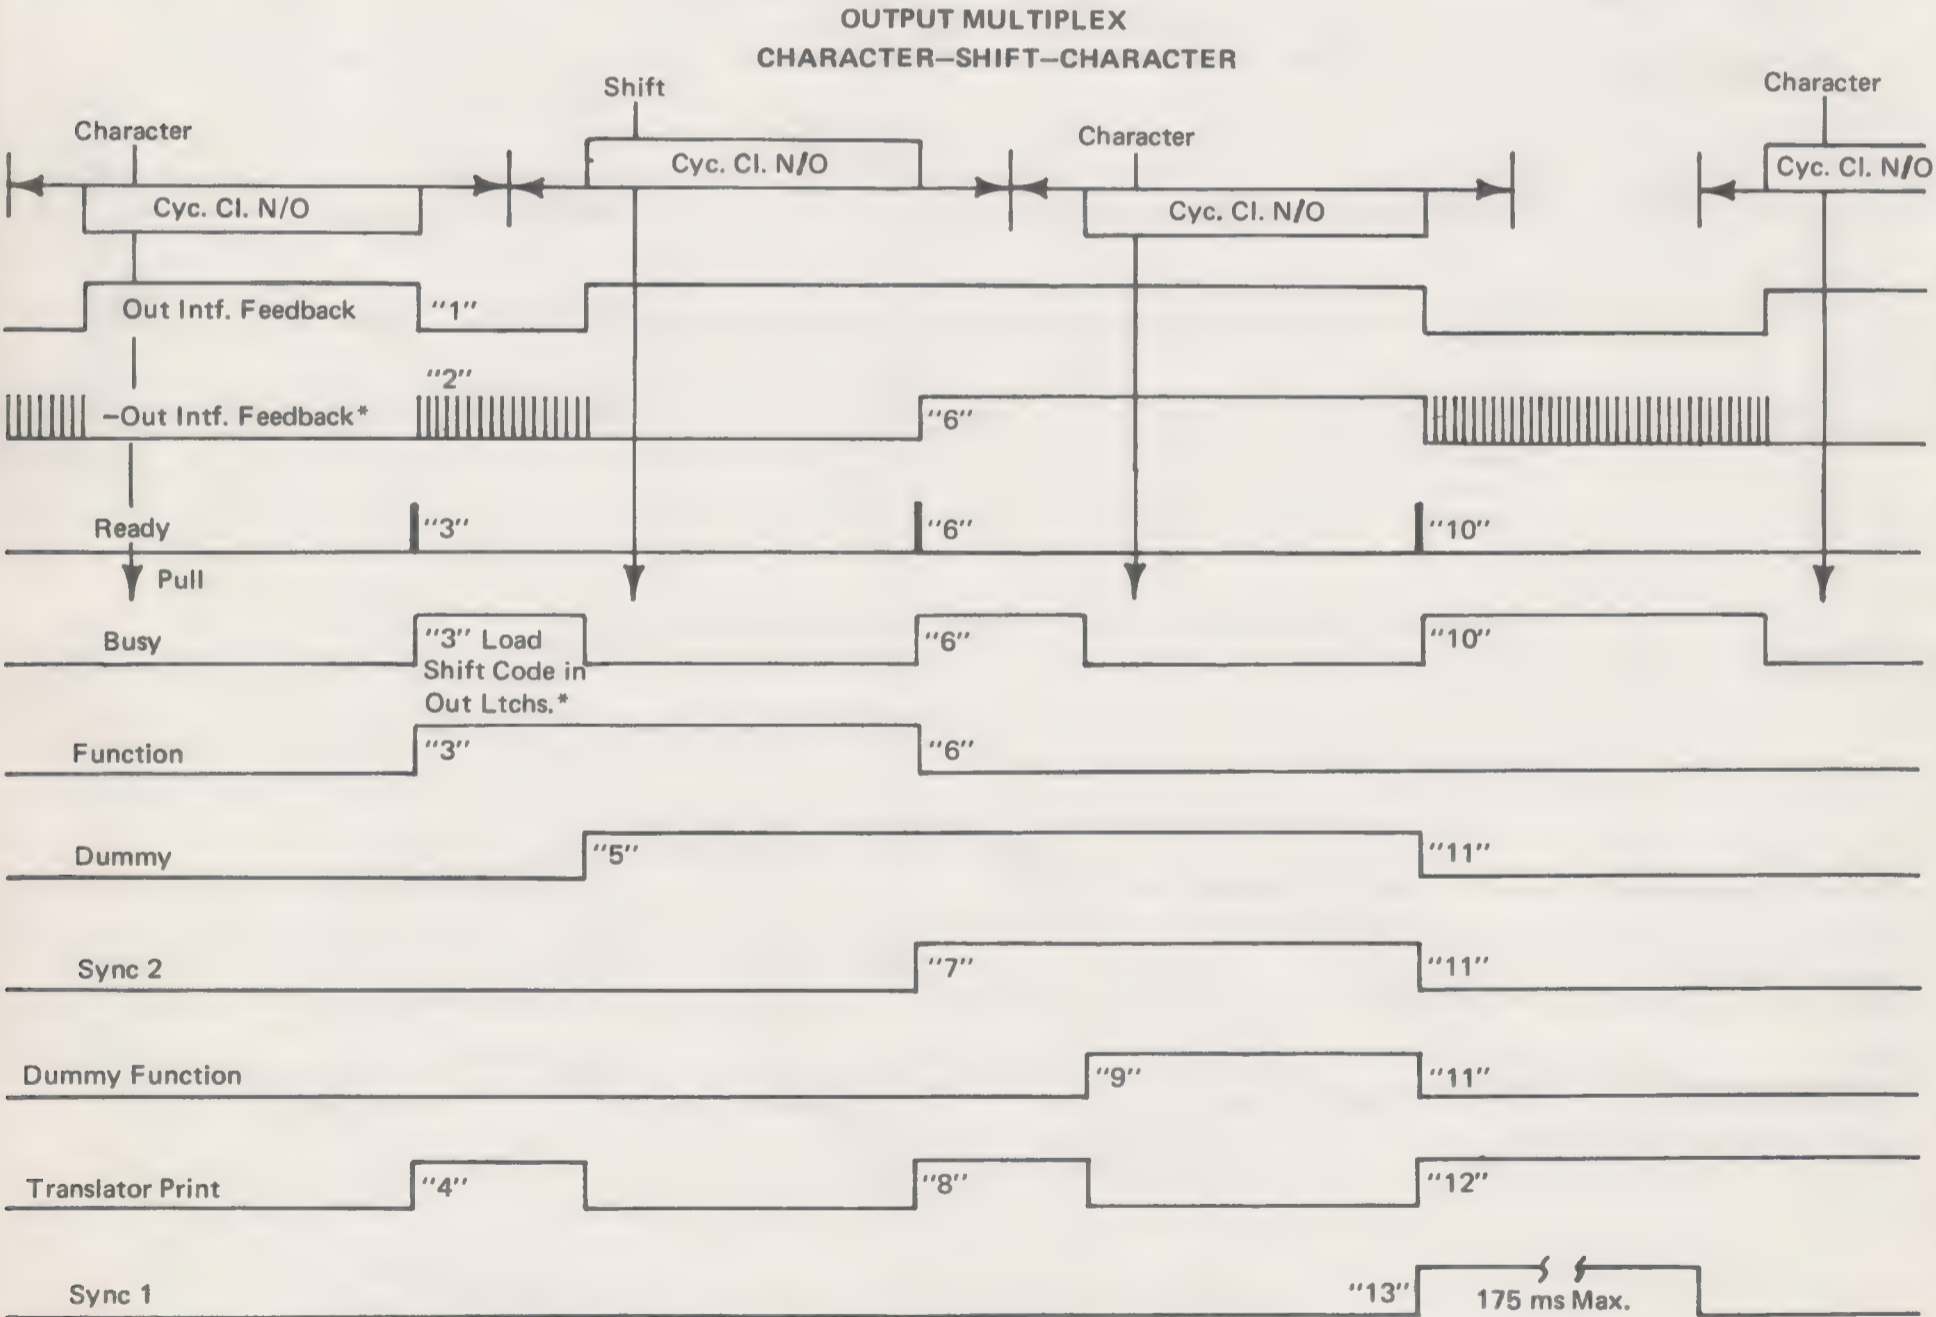 OUTPUT MULTIPLEX
CHARACTER–SHIFT–CHARACTER
Character
Shift
Character
Character
Cyc. Cl. N/O
Cyc. Cl. N/O
Cyc. Cl. N/O
Cyc. Cl. N/O
Out Intf. Feedback
"1"
"2"
–Out Intf. Feedback*
"6"
Ready
"3"
"6"
"10"
Pull
Busy
"3" Load
Shift Code in
Out Ltchs.*
"6"
"10"
Function
"3"
"6"
Dummy
"5"
"11"
Sync 2
"7"
"11"
Dummy Function
"9"
"11"
Translator Print
"4"
"8"
"12"
Sync 1
"13"
175 ms Max.